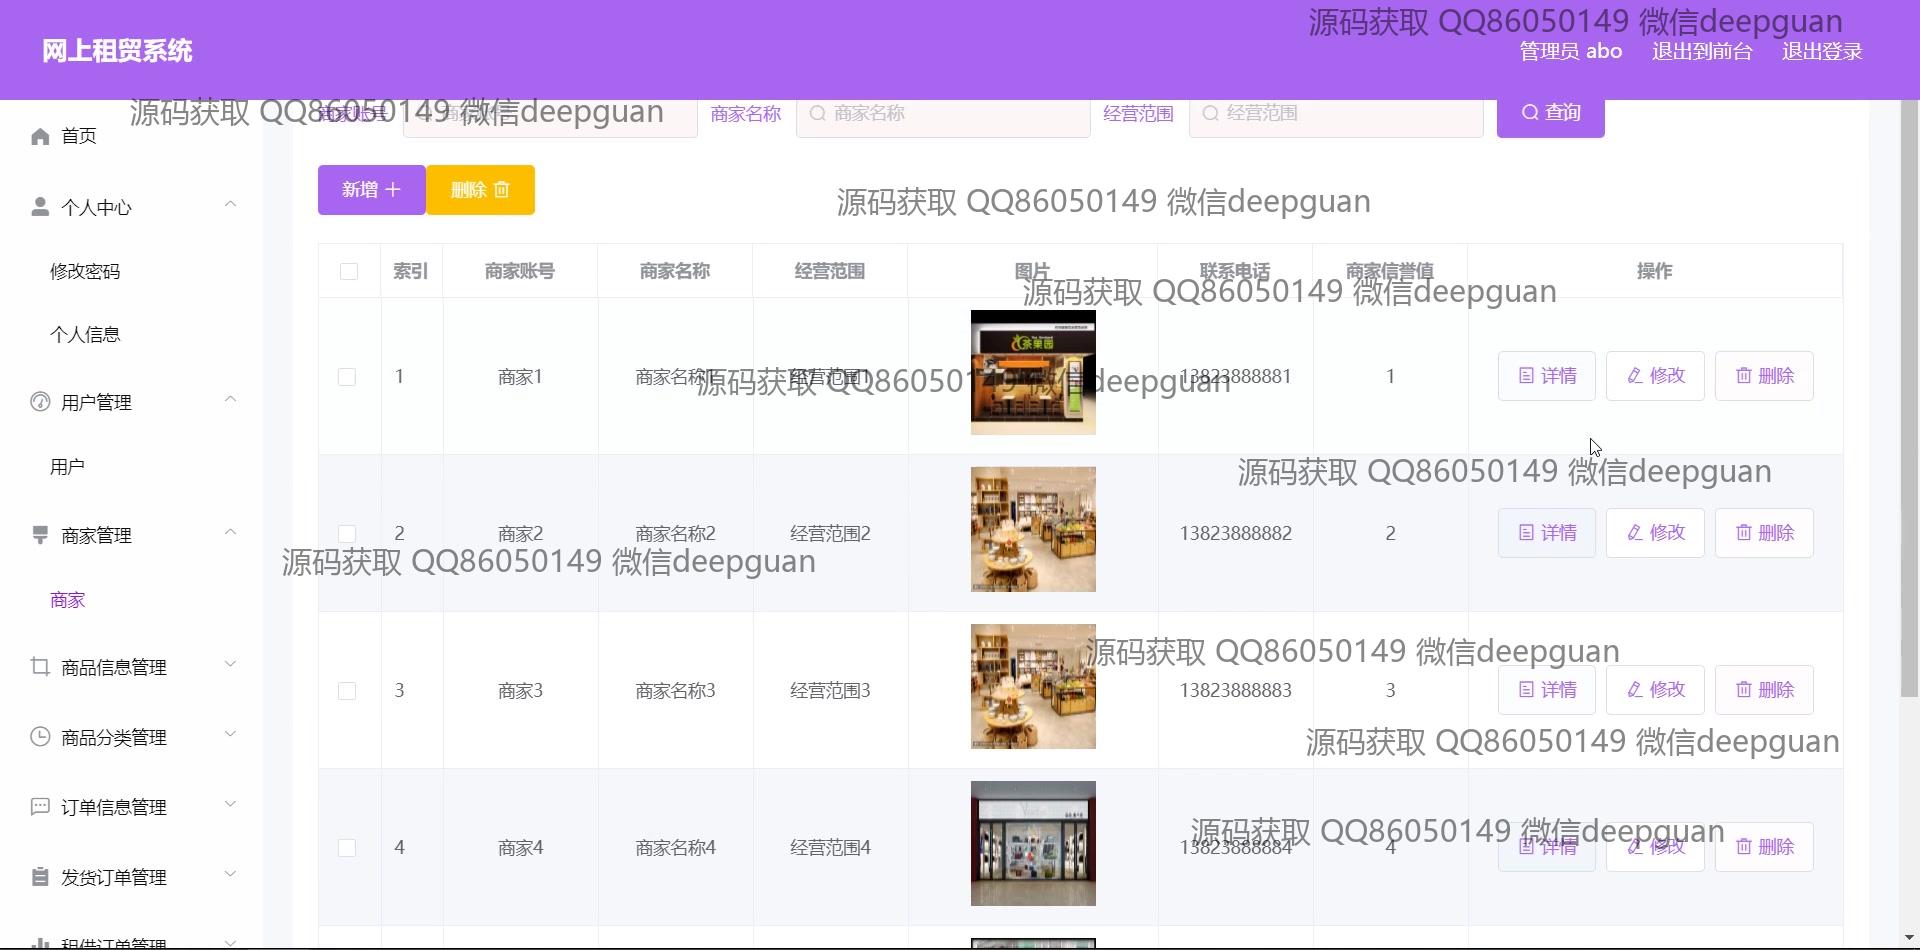 源码获取 QQ86050149 微信deepguan
网上租贸系统
管理员 abo 退出到前台 退出登录
源码获取 QQ86050149 微信deepguan
商家账号 商家账号 商家名称 商家名称 经营范围 经营范围 查询
首页
新增 删除
源码获取 QQ86050149 微信deepguan
个人中心
修改密码
索引 商家账号 商家名称 经营范围 图片 联系电话 商家信誉值 操作
源码获取 QQ86050149 微信deepguan
个人信息
茶果园
1 商家1 商家名称1 经营范围1 13823888881 1 详情 修改 删除
源码获取 QQ86050149 微信deepguan
用户管理
用户
源码获取 QQ86050149 微信deepguan
商家管理
2 商家2 商家名称2 经营范围2 13823888882 2 详情 修改 删除
源码获取 QQ86050149 微信deepguan
商家
源码获取 QQ86050149 微信deepguan
商品信息管理
3 商家3 商家名称3 经营范围3 13823888883 3 详情 修改 删除
商品分类管理
源码获取 QQ86050149 微信deepguan
订单信息管理
源码获取 QQ86050149 微信deepguan
4 商家4 商家名称4 经营范围4 13823888884 4 详情 修改 删除
发货订单管理
租借订单管理